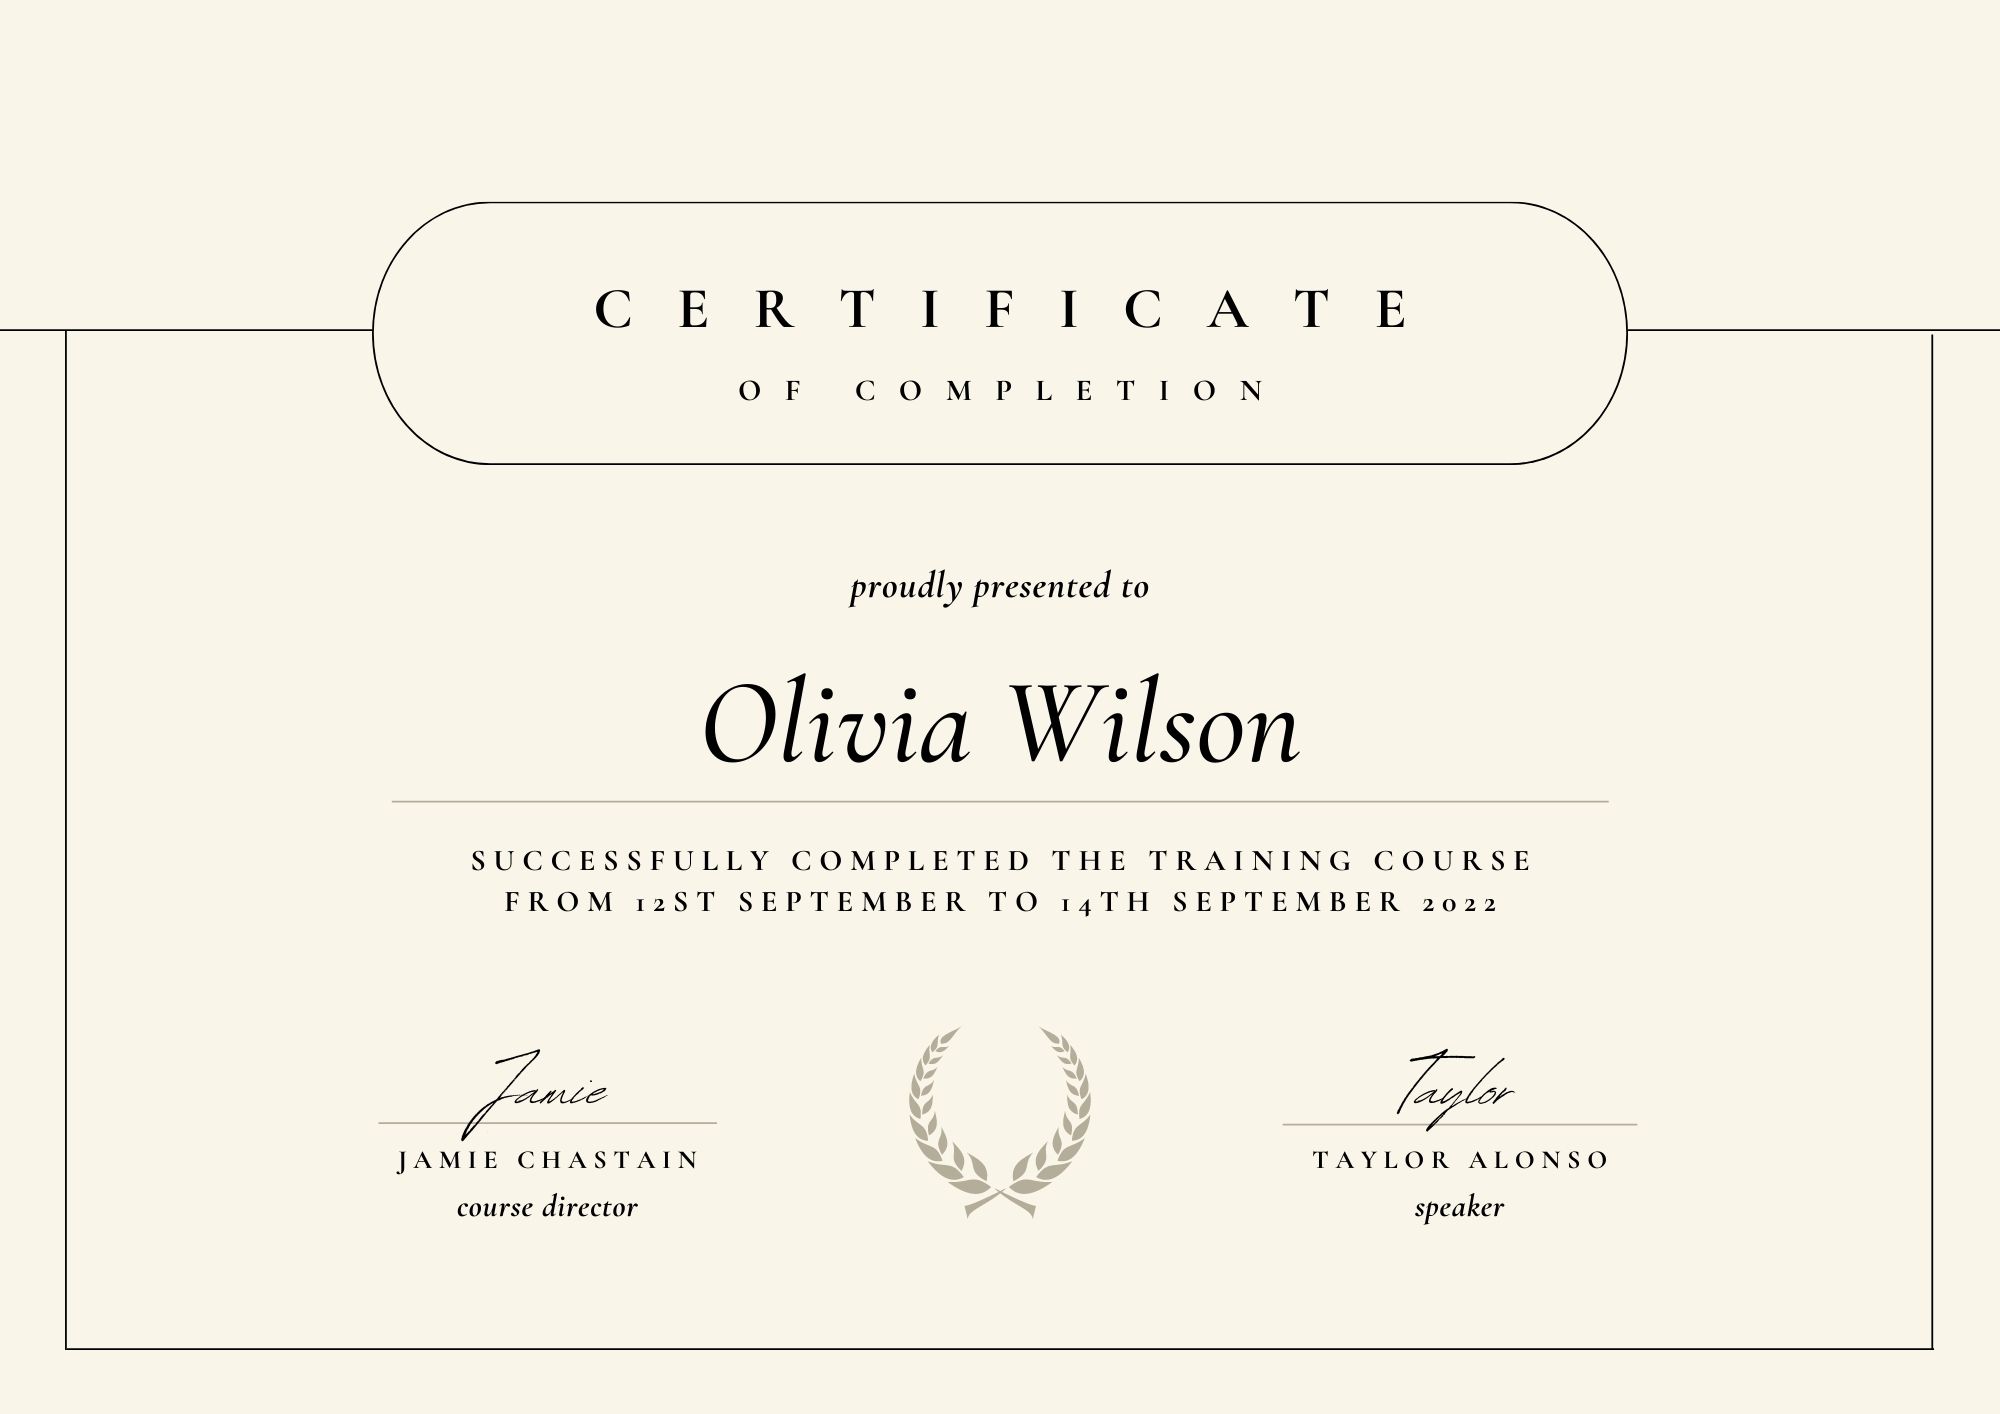 CERTIFICATE
OF COMPLETION
proudly presented to
Olivia Wilson
SUCCESSFULLY COMPLETED THE TRAINING COURSE
FROM 12ST SEPTEMBER TO 14TH SEPTEMBER 2022
Jamie
JAMIE CHASTAIN
course director
Taylor
TAYLOR ALONSO
speaker